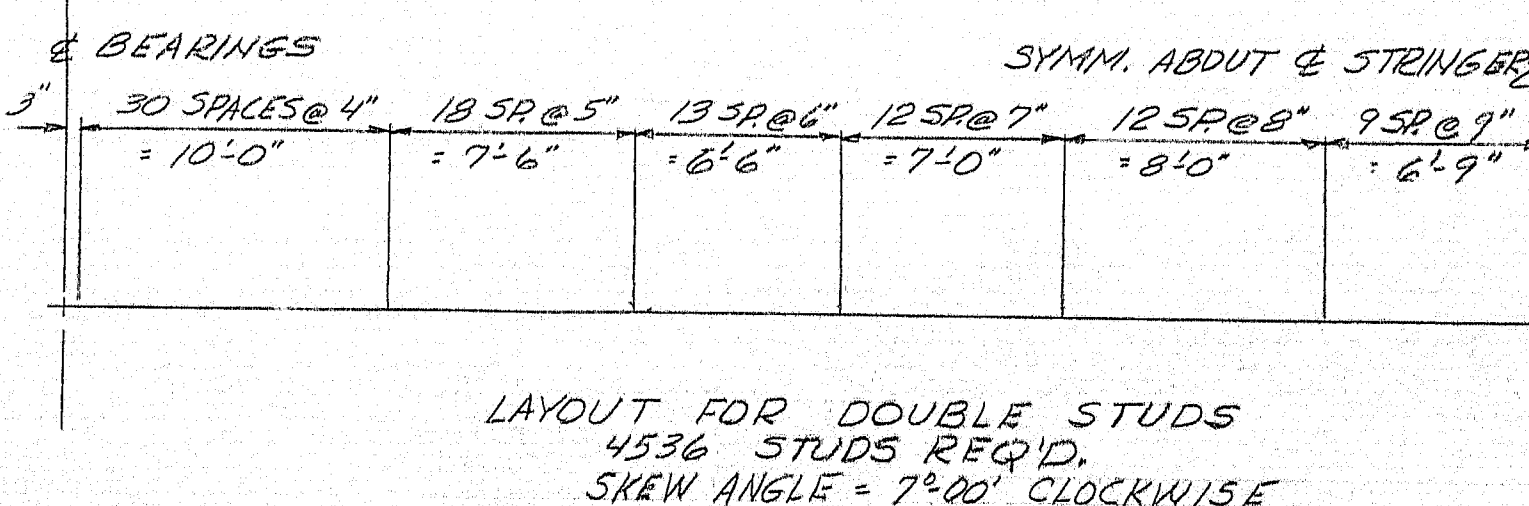 ℄ BEARINGS
SYMM. ABOUT ℄ STRINGER
3" 30 SPACES@4" 18 SP.@5" 13 SP.@6" 12 SP.@7" 12 SP.@8" 9 SP.@9"
= 10'-0" = 7'-6" = 6'-6" = 7'-0" = 8'-0" = 6'-9"
LAYOUT FOR DOUBLE STUDS
4536 STUDS REQ'D.
SKEW ANGLE = 7°-00' CLOCKWISE